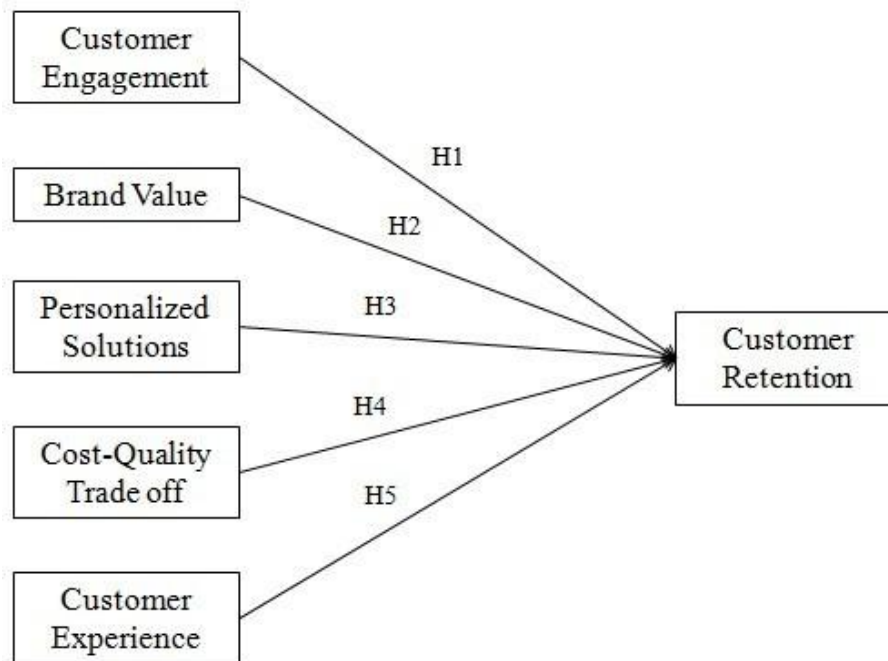 Customer
Engagement
H1
Brand Value
H2
Personalized
Solutions
H3
Customer
Retention
H4
Cost-Quality
Trade off
H5
Customer
Experience